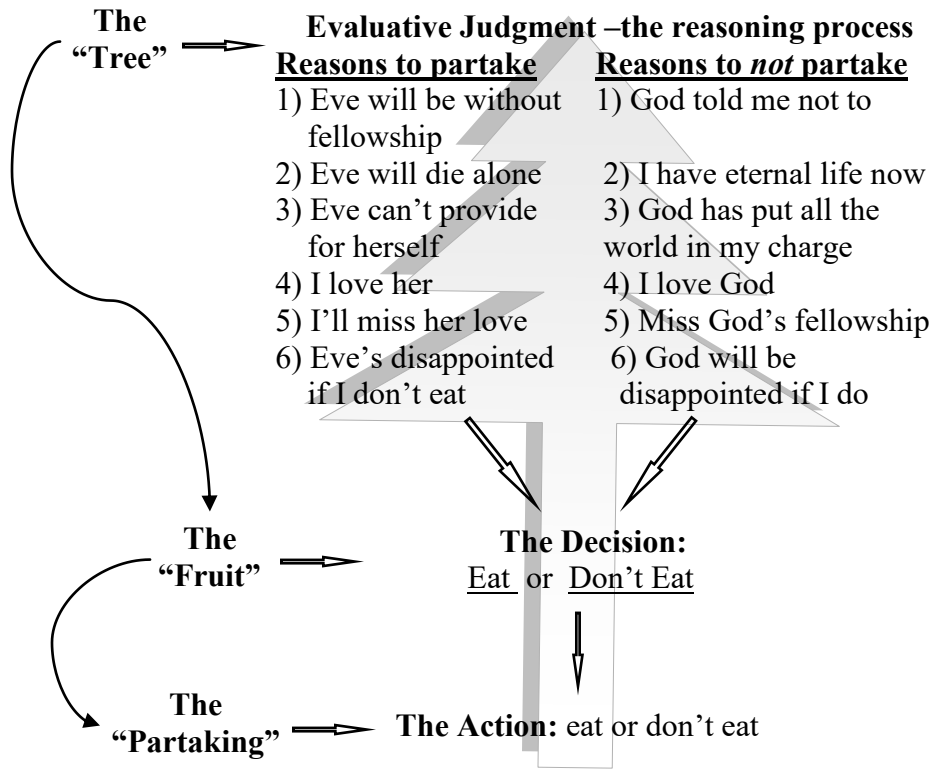 The
“Tree”
Evaluative Judgment –the reasoning process
Reasons to partake
1) Eve will be without
fellowship
2) Eve will die alone
3) Eve can’t provide
for herself
4) I love her
5) I’ll miss her love
6) Eve’s disappointed
if I don’t eat
Reasons to not partake
1) God told me not to
2) I have eternal life now
3) God has put all the
world in my charge
4) I love God
5) Miss God’s fellowship
6) God will be
disappointed if I do
The
“Fruit”
The Decision:
Eat or Don’t Eat
The
“Partaking”
The Action: eat or don’t eat